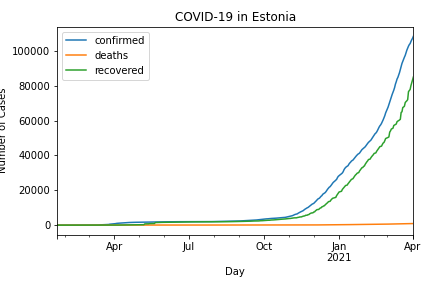 COVID-19 in Estonia
confirmed
deaths
recovered
100000
80000
60000
40000
20000
0
Number of Cases
Apr
Jul
Oct
Jan
2021
Apr
Day